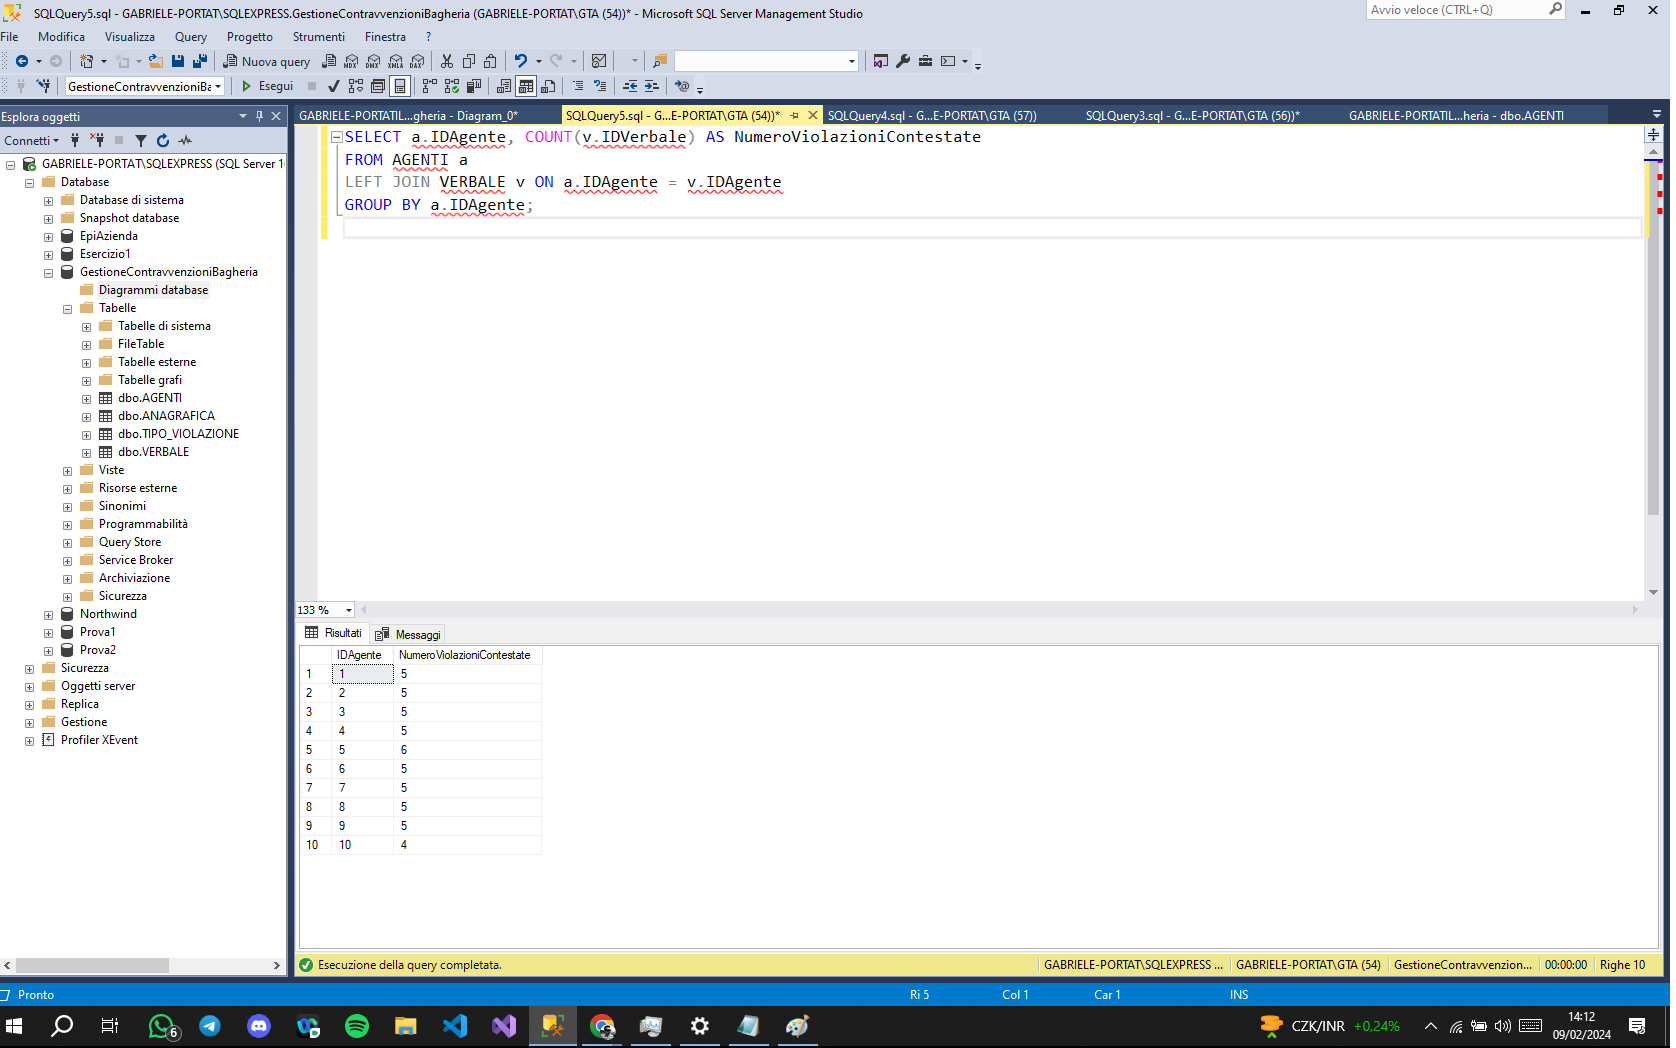 SQLQuery5.sql - GABRIELE-PORTAT\SQLEXPRESS.GestioneContravvenzioniBagheria (GABRIELE-PORTAT\GTA (54))* - Microsoft SQL Server Management Studio
Avvio veloce (CTRL+Q)
File Modifica Visualizza Query Progetto Strumenti Finestra ?
Nuova query
MDX DMX XMLA DAX
GestioneContravvenzioniBa
Esegui
Esplora oggetti
GABRIELE-PORTATIL...gheria - Diagram_0*
SQLQuery5.sql - G...E-PORTAT\GTA (54))*
SQLQuery4.sql - G...E-PORTAT\GTA (57))
SQLQuery3.sql - G...E-PORTAT\GTA (56))*
GABRIELE-PORTATIL...heria - dbo.AGENTI
Connetti
GABRIELE-PORTAT\SQLEXPRESS (SQL Server 1
Database
Database di sistema
Snapshot database
EpiAzienda
Esercizio1
GestioneContravvenzioniBagheria
Diagrammi database
Tabelle
Tabelle di sistema
FileTable
Tabelle esterne
Tabelle grafi
dbo.AGENTI
dbo.ANAGRAFICA
dbo.TIPO_VIOLAZIONE
dbo.VERBALE
Viste
Risorse esterne
Sinonimi
Programmabilità
Query Store
Service Broker
Archiviazione
Sicurezza
Northwind
Prova1
Prova2
Sicurezza
Oggetti server
Replica
Gestione
Profiler XEvent
SELECT a.IDAgente, COUNT(v.IDVerbale) AS NumeroViolazioniContestate
FROM AGENTI a
LEFT JOIN VERBALE v ON a.IDAgente = v.IDAgente
GROUP BY a.IDAgente;
133 %
Risultati Messaggi
IDAgente NumeroViolazioniContestate
1 1 5
2 2 5
3 3 5
4 4 5
5 5 6
6 6 5
7 7 5
8 8 5
9 9 5
10 10 4
Esecuzione della query completata.
GABRIELE-PORTAT\SQLEXPRESS ... GABRIELE-PORTAT\GTA (54) GestioneContravvenzion... 00:00:00 Righe 10
Pronto
Ri 5 Col 1 Car 1 INS
6
CZK/INR +0,24%
14:12
09/02/2024